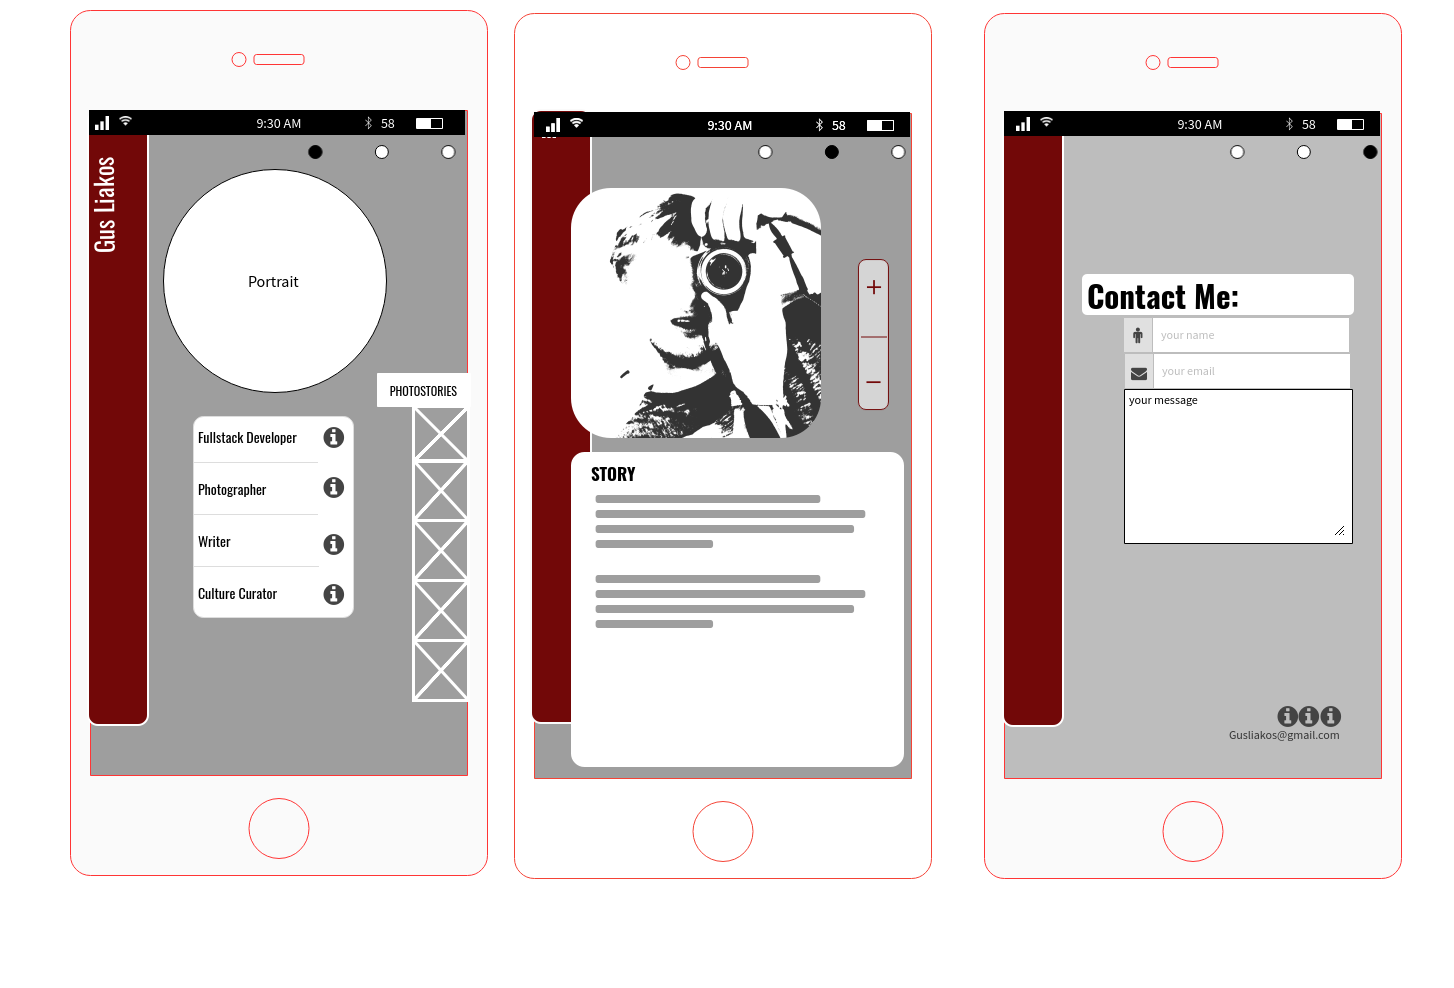 9:30 AM
58
Gus Liakos
Portrait
PHOTOSTORIES
Fullstack Developer
Photographer
Writer
Culture Curator
9:30 AM
58
STORY
9:30 AM
58
Contact Me:
your name
your email
your message
Gusliakos@gmail.com